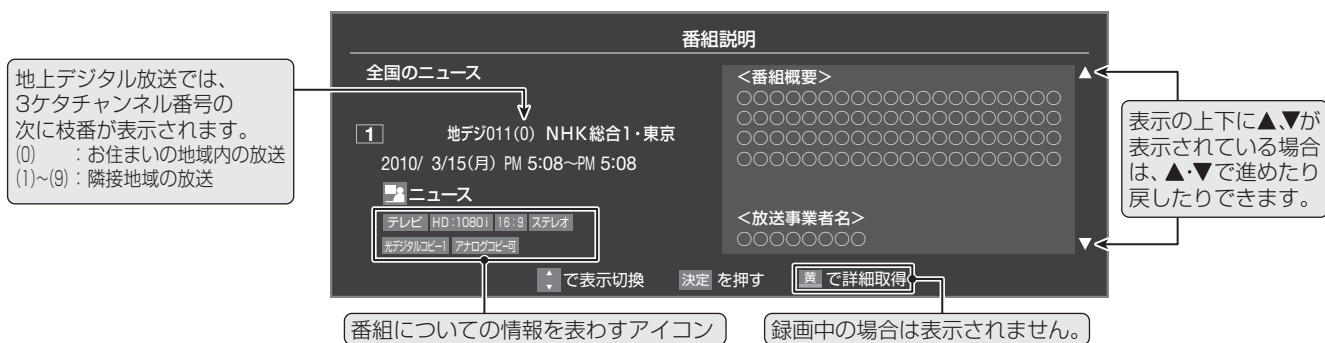 番組説明
地上デジタル放送では、
3ケタチャンネル番号の
次に枝番が表示されます。
(0)　：お住まいの地域内の放送
(1)~(9)：隣接地域の放送
全国のニュース
1　地デジ011(0) NHK総合1・東京
2010/ 3/15(月) PM 5:08~PM 5:08
ニュース
テレビ HD:1080i 16:9 ステレオ
光デジタルコピー1 アナログコピー可
<番組概要>
○○○○○○○○○○○○○○○○○○○○
○○○○○○○○○○○○○○○○○○○○
○○○○○○○○○○○○○○○○○○○○
○○○○○○○○○○○○○○○○○○○○
<放送事業者名>
○○○○○○○○
▲
▼
表示の上下に▲、▼が
表示されている場合
は、▲・▼で進めたり
戻したりできます。
で表示切換　決定 を押す　黄 で詳細取得
番組についての情報を表わすアイコン
録画中の場合は表示されません。